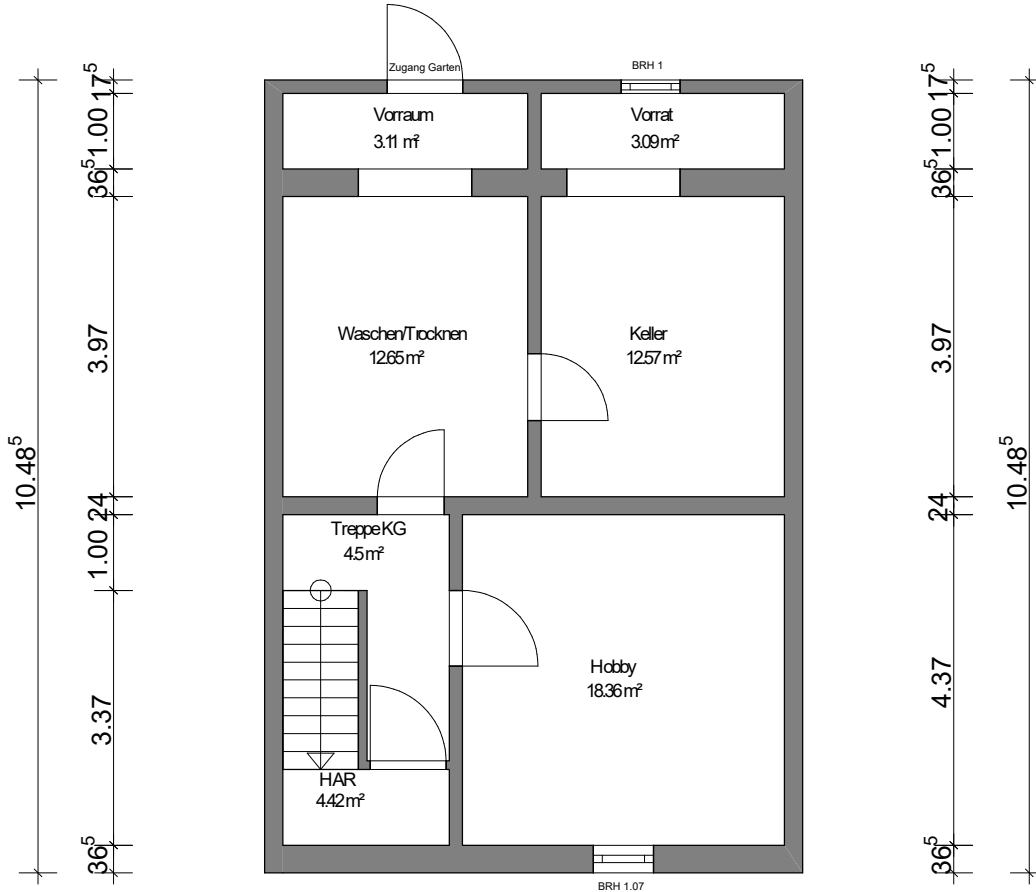 Zugang Garten
BRH 1
17⁵
17⁵
Vorraum
3.11 m²
Vorrat
3.09 m²
1.00
1.00
36⁵
36⁵
3.97
3.97
Waschen/Trocknen
12.65 m²
Keller
12.57 m²
10.48⁵
10.48⁵
24
24
Treppe KG
4.5 m²
1.00
Hobby
18.36 m²
4.37
3.37
HAR
4.42 m²
36⁵
36⁵
BRH 1.07